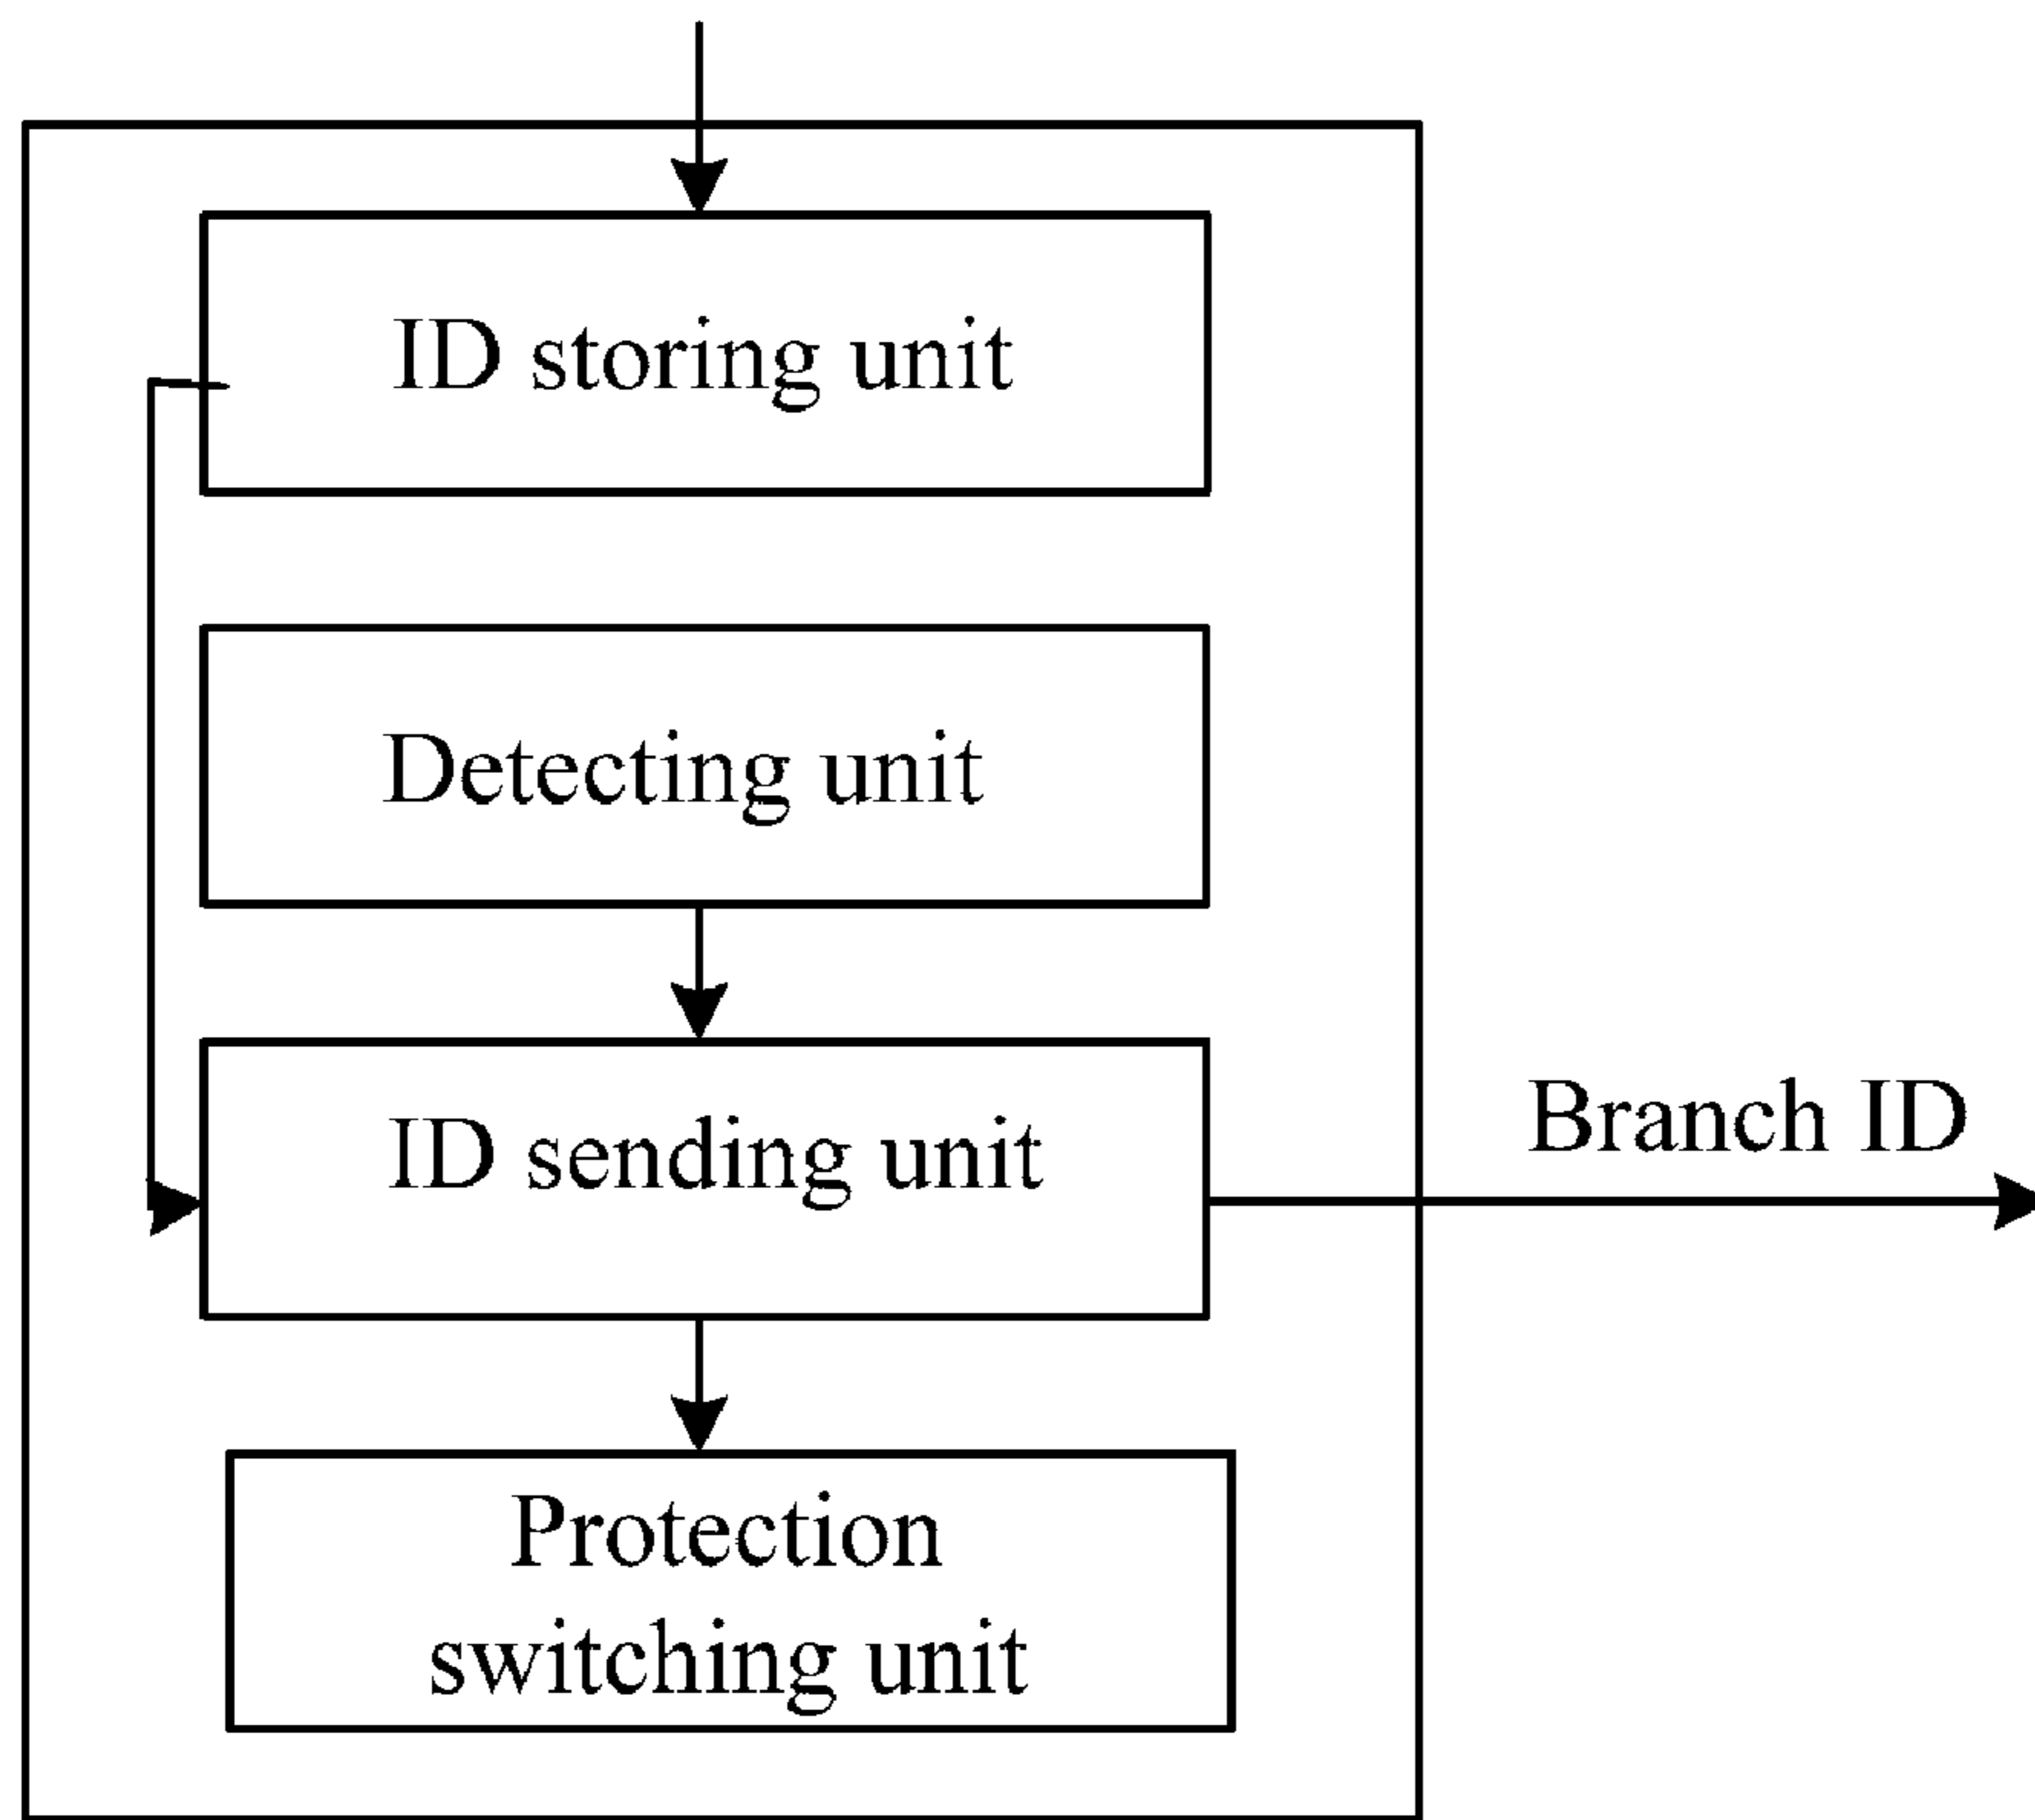 ID storing unit
Detecting unit
ID sending unit
Branch ID
Protection
switching unit